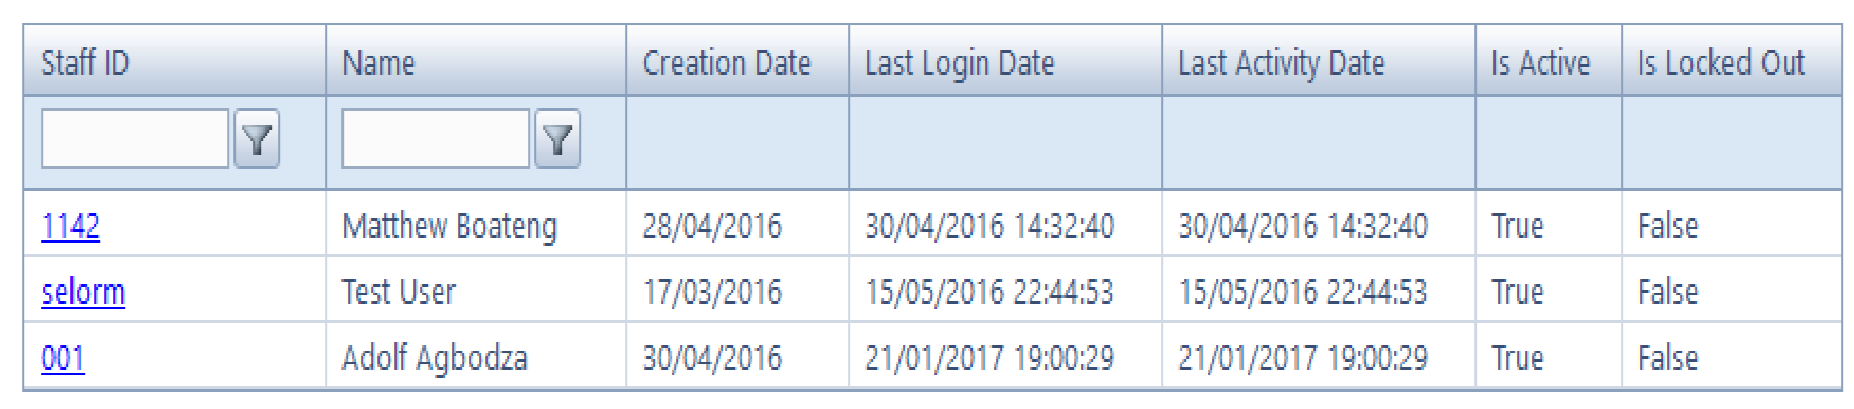 Staff ID Name Creation Date Last Login Date Last Activity Date Is Active Is Locked Out
1142 Matthew Boateng 28/04/2016 30/04/2016 14:32:40 30/04/2016 14:32:40 True False
selorm Test User 17/03/2016 15/05/2016 22:44:53 15/05/2016 22:44:53 True False
001 Adolf Agbodza 30/04/2016 21/01/2017 19:00:29 21/01/2017 19:00:29 True False